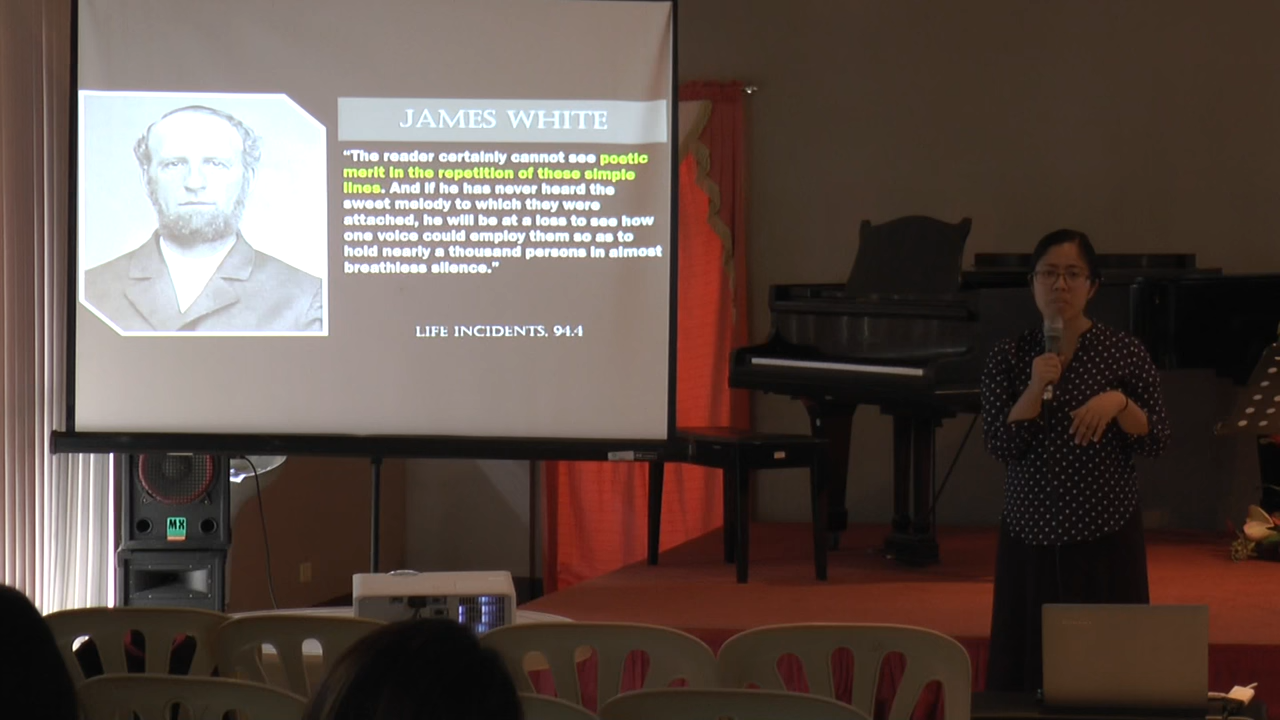 JAMES WHITE
“The reader certainly cannot see poetic
merit in the repetition of these simple
lines. And if he has never heard the
sweet melody to which they were
attached, he will be at a loss to see how
one voice could employ them so as to
hold nearly a thousand persons in almost
breathless silence.”
LIFE INCIDENTS, 94.4
MX